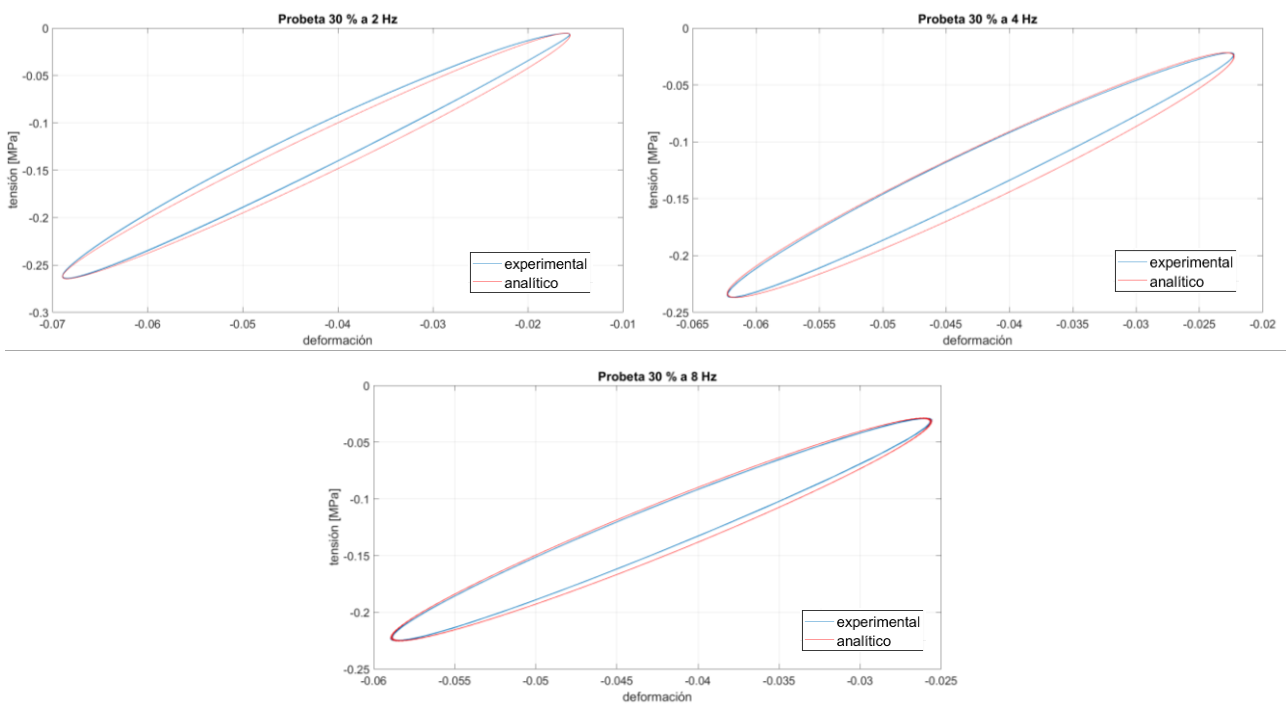 Probeta 30 % a 2 Hz
0
-0.05
-0.1
-0.15
-0.2
-0.25
-0.3
tensión [MPa]
-0.07 -0.06 -0.05 -0.04 -0.03 -0.02 -0.01
deformación
experimental
analítico
Probeta 30 % a 4 Hz
0
-0.05
-0.1
-0.15
-0.2
-0.25
tensión [MPa]
-0.065 -0.06 -0.055 -0.05 -0.045 -0.04 -0.035 -0.03 -0.025 -0.02
deformación
experimental
analítico
Probeta 30 % a 8 Hz
0
-0.05
-0.1
-0.15
-0.2
-0.25
tensión [MPa]
-0.06 -0.055 -0.05 -0.045 -0.04 -0.035 -0.03 -0.025
deformación
experimental
analítico